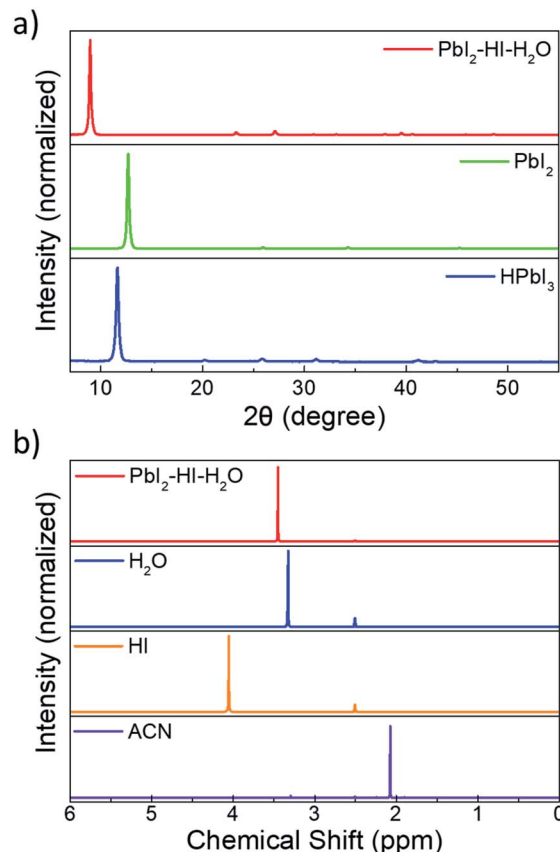 a)
PbI₂-HI-H₂O
PbI₂
HPbI₃
Intensity (normalized)
10 20 30 40 50
2θ (degree)
b)
PbI₂-HI-H₂O
H₂O
HI
ACN
Intensity (normalized)
6 5 4 3 2 1 0
Chemical Shift (ppm)